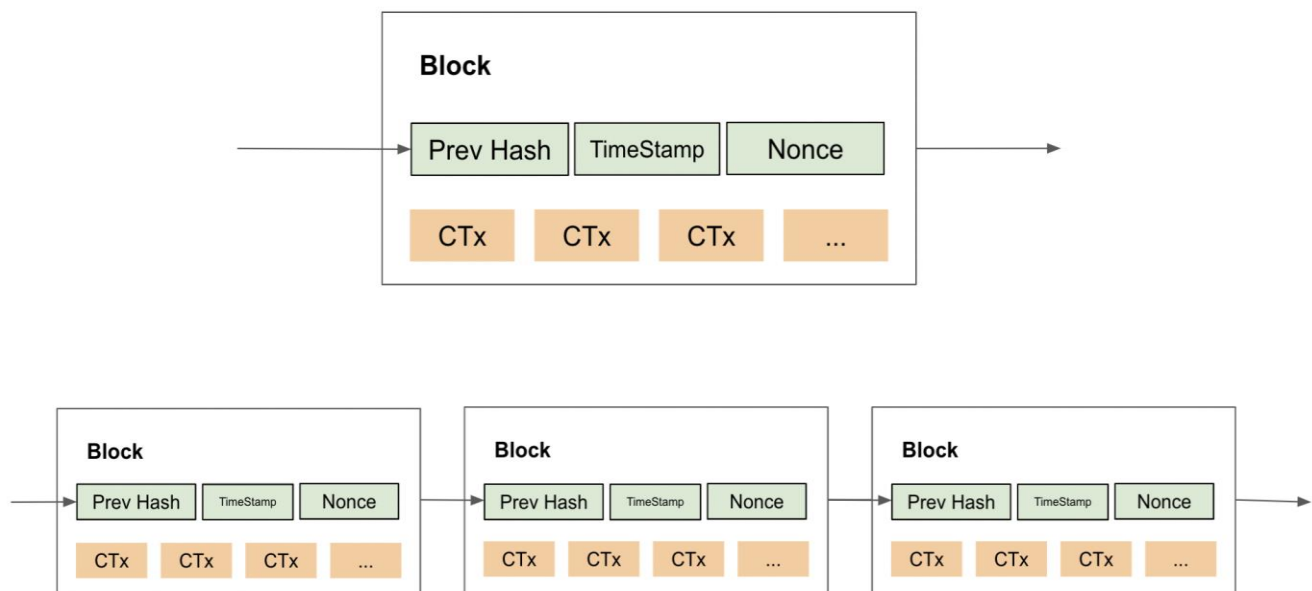 Block
Prev Hash TimeStamp Nonce
CTx CTx CTx ...
Block Block Block
Prev Hash TimeStamp Nonce Prev Hash TimeStamp Nonce Prev Hash TimeStamp Nonce
CTx CTx CTx ... CTx CTx CTx ... CTx CTx CTx ...